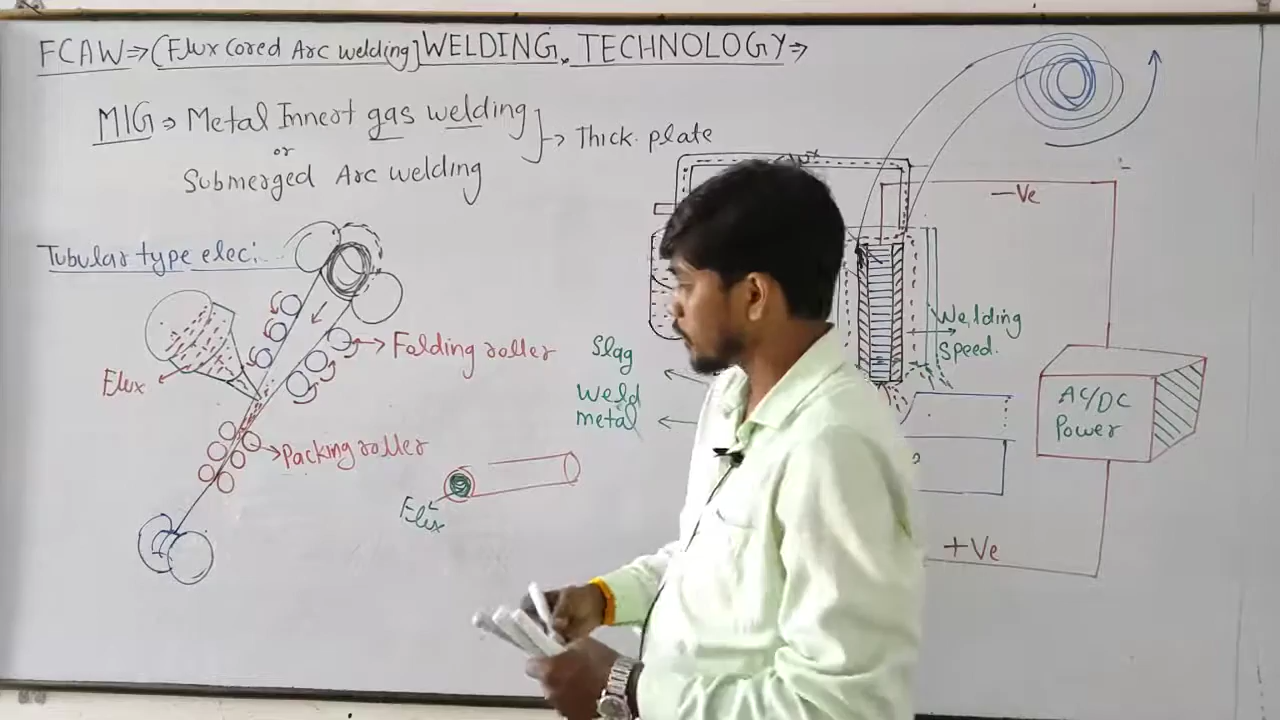 FCAW⇒(Flux Cored Arc welding] WELDING. TECHNOLOGY⇒
MIG ⇒ Metal Innert gas welding
or
Submerged Arc welding
→ Thick. plate
Tubular type elec:
Flux
Folding roller
Packing roller
Flux
Slag
Weld
metal
Welding
Speed.
-Ve
AC/DC
Power
+Ve